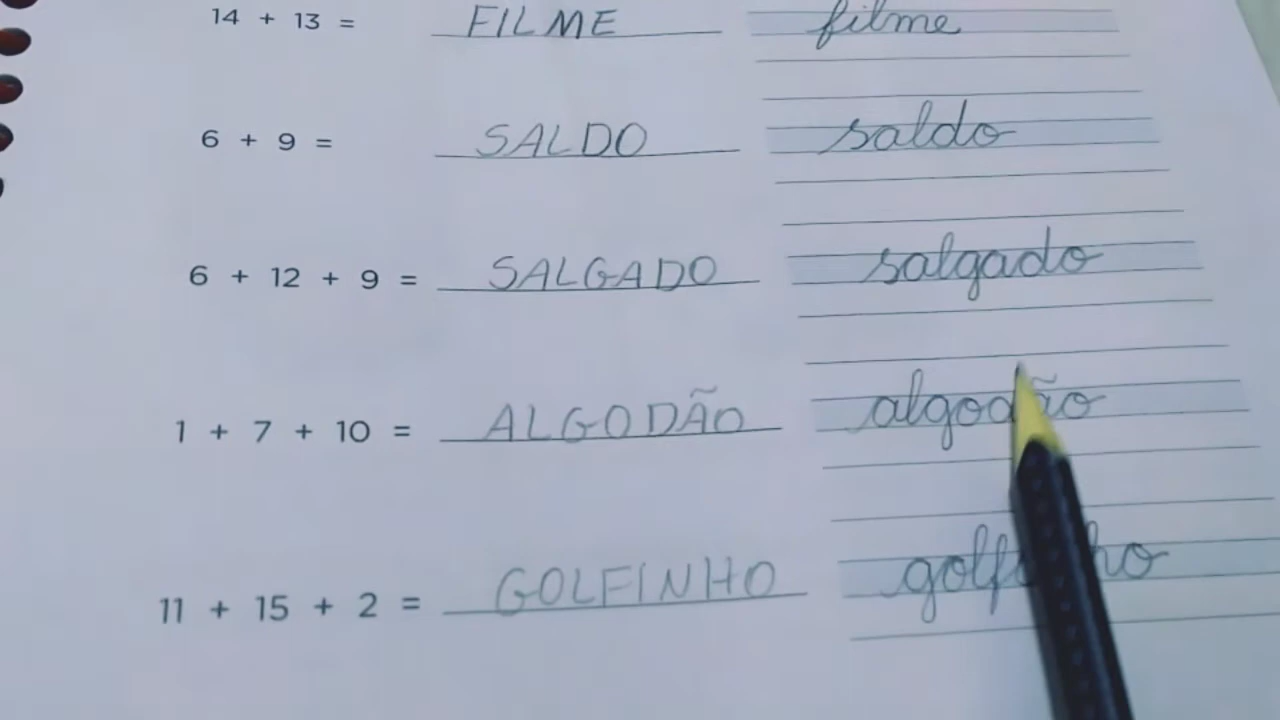 14 + 13 = FILME filme
6 + 9 = SALDO saldo
6 + 12 + 9 = SALGADO salgado
1 + 7 + 10 = ALGODÃO algodão
11 + 15 + 2 = GOLFINHO